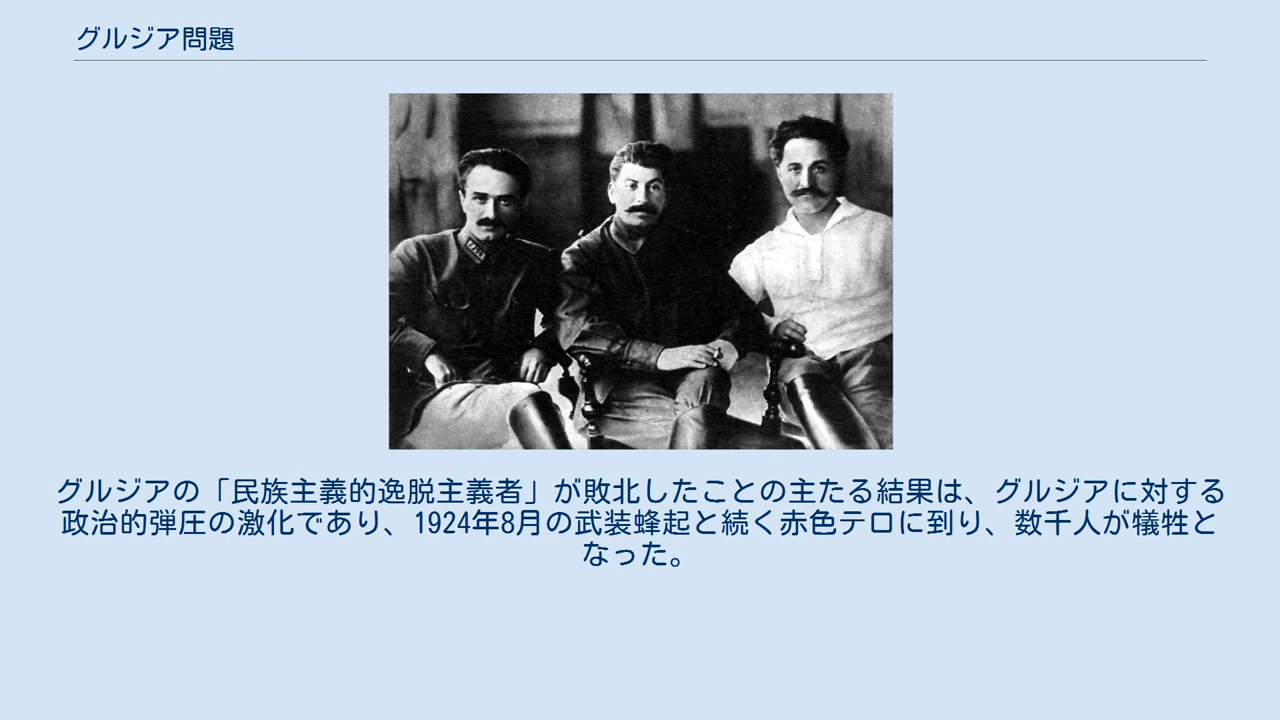 グルジア問題
グルジアの「民族主義的逸脱主義者」が敗北したことの主たる結果は、グルジアに対する
政治的弾圧の激化であり、1924年8月の武装蜂起と続く赤色テロに到り、数千人が犠牲と
なった。